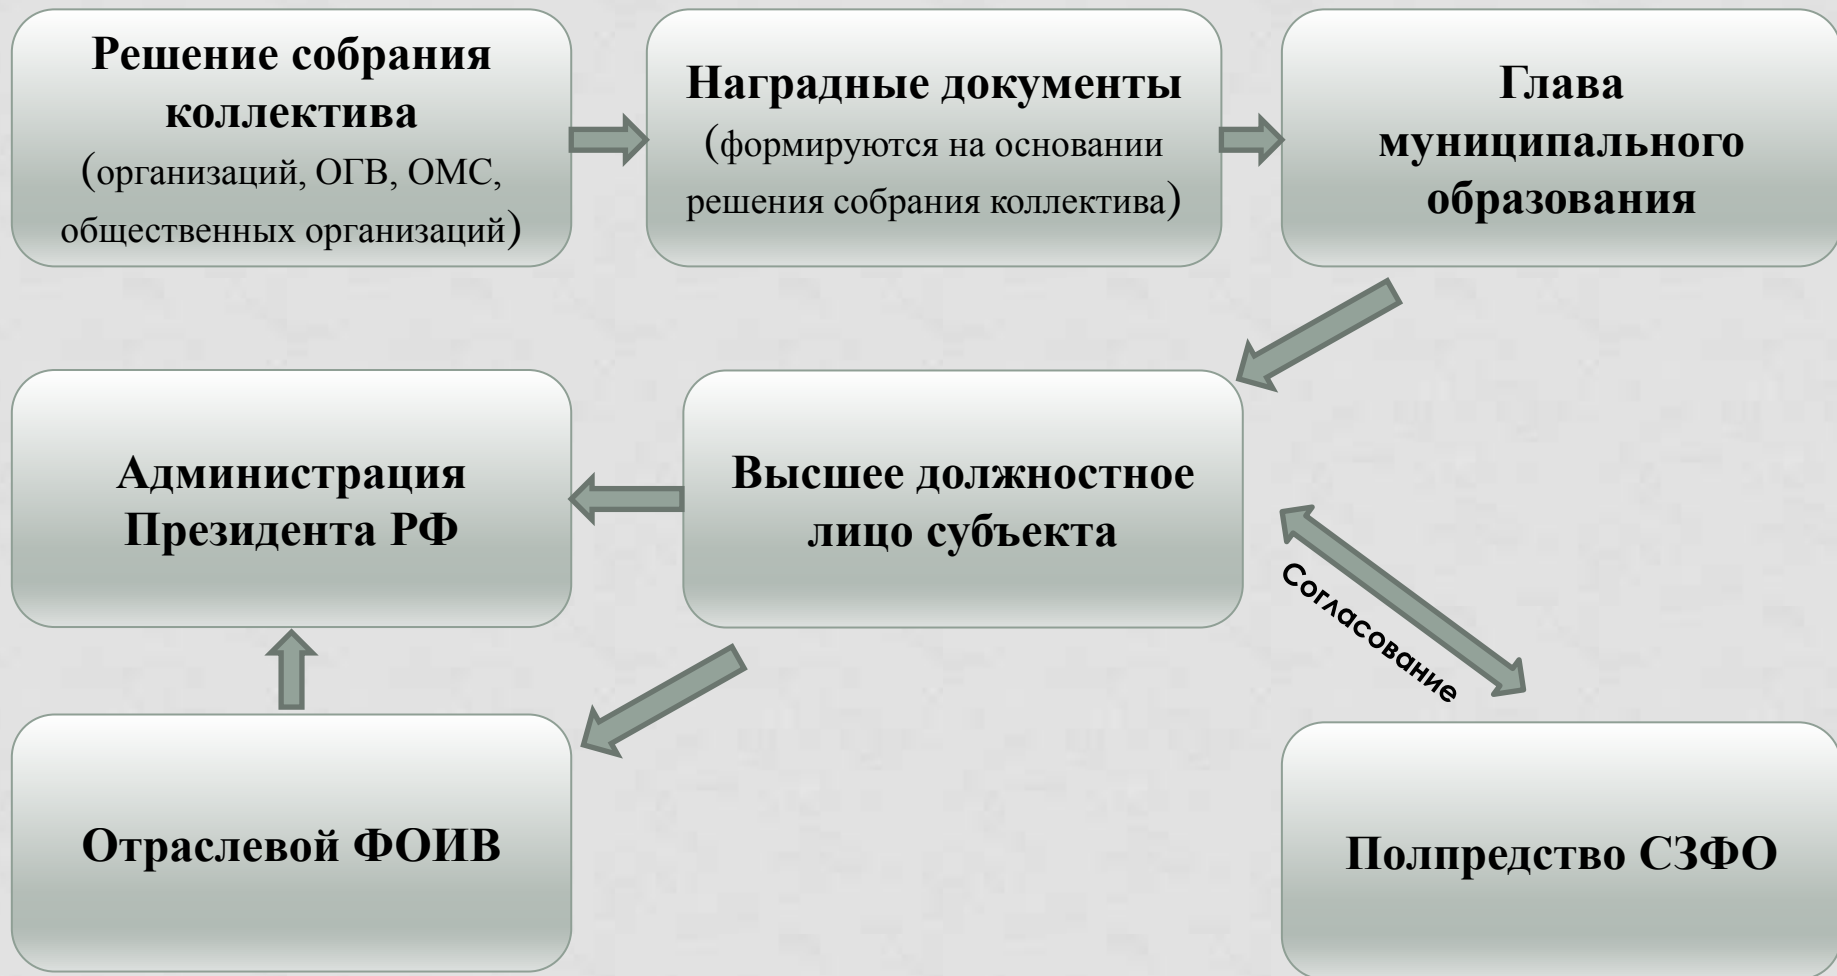 Решение собрания
коллектива
(организаций, ОГВ, ОМС,
общественных организаций)
Наградные документы
(формируются на основании
решения собрания коллектива)
Глава
муниципального
образования
Администрация
Президента РФ
Высшее должностное
лицо субъекта
Согласование
Отраслевой ФОИВ
Полпредство СЗФО